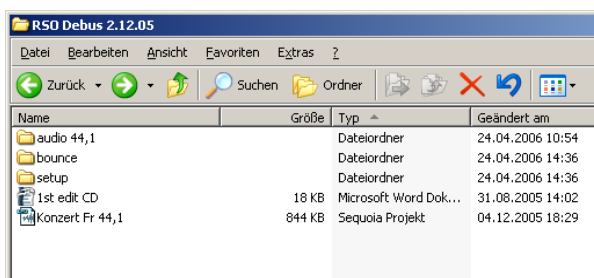 RSO Debus 2.12.05
Datei Bearbeiten Ansicht Favoriten Extras ?
Zurück Suchen Ordner
Name Größe Typ Geändert am
audio 44,1 Dateiordner 24.04.2006 10:54
bounce Dateiordner 24.04.2006 14:36
setup Dateiordner 24.04.2006 14:36
1st edit CD 18 KB Microsoft Word Dok... 31.08.2005 14:02
Konzert Fr 44,1 844 KB Sequoia Projekt 04.12.2005 18:29